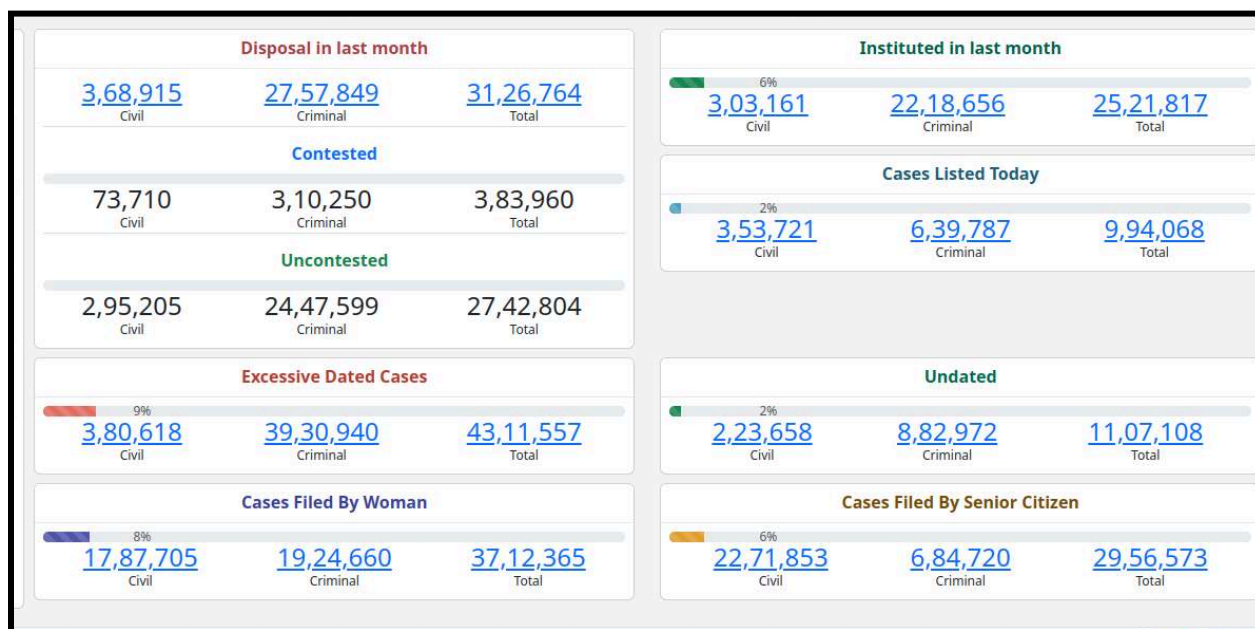 Disposal in last month
3,68,915 27,57,849 31,26,764
Civil Criminal Total
Contested
73,710 3,10,250 3,83,960
Civil Criminal Total
Uncontested
2,95,205 24,47,599 27,42,804
Civil Criminal Total
Instituted in last month
6%
3,03,161 22,18,656 25,21,817
Civil Criminal Total
Cases Listed Today
2%
3,53,721 6,39,787 9,94,068
Civil Criminal Total
Excessive Dated Cases
9%
3,80,618 39,30,940 43,11,557
Civil Criminal Total
Undated
2%
2,23,658 8,82,972 11,07,108
Civil Criminal Total
Cases Filed By Woman
8%
17,87,705 19,24,660 37,12,365
Civil Criminal Total
Cases Filed By Senior Citizen
6%
22,71,853 6,84,720 29,56,573
Civil Criminal Total